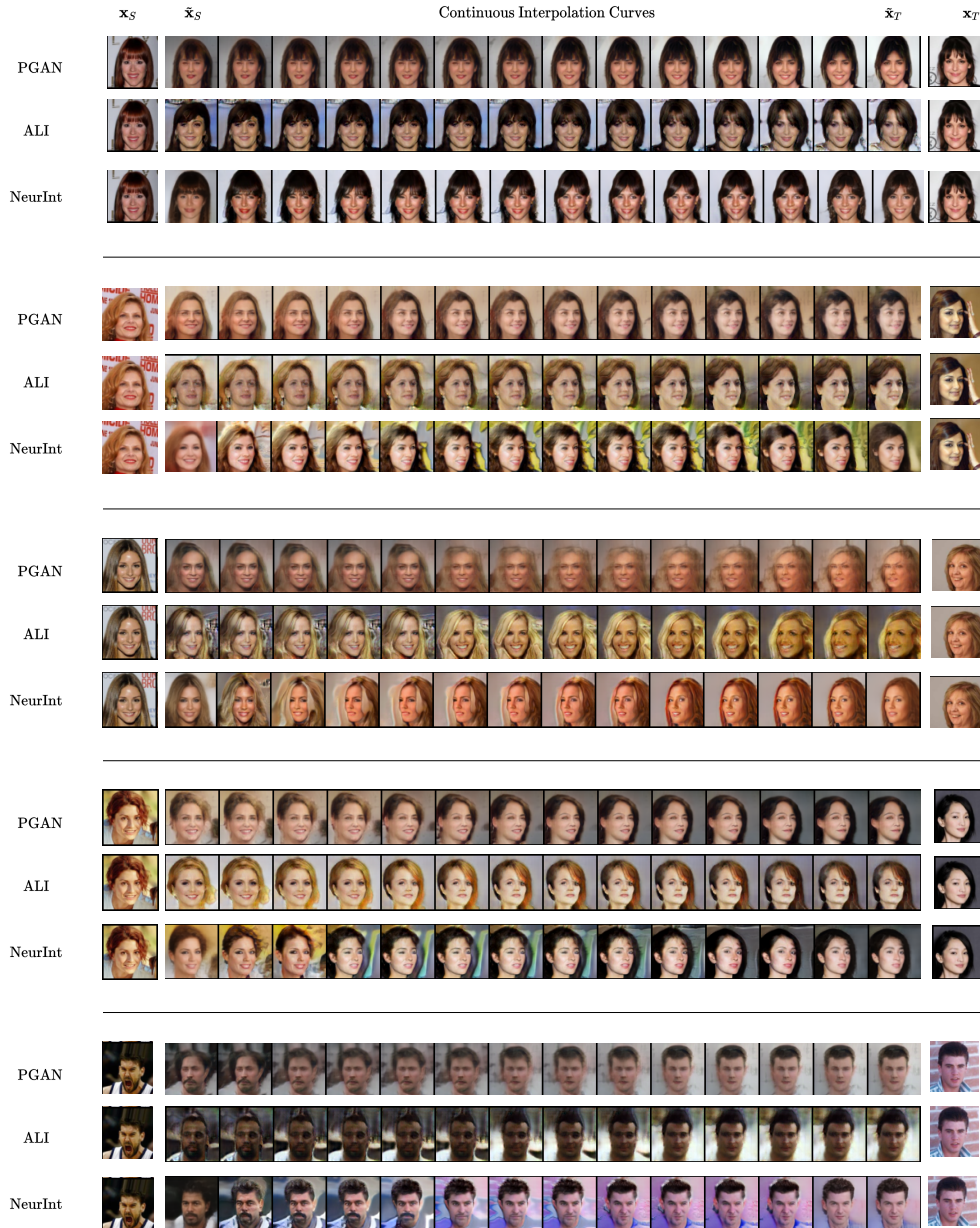 𝐱_S x̃_S Continuous Interpolation Curves x̃_T 𝐱_T
PGAN
ALI
NeurInt
PGAN
ALI
NeurInt
PGAN
ALI
NeurInt
PGAN
ALI
NeurInt
PGAN
ALI
NeurInt